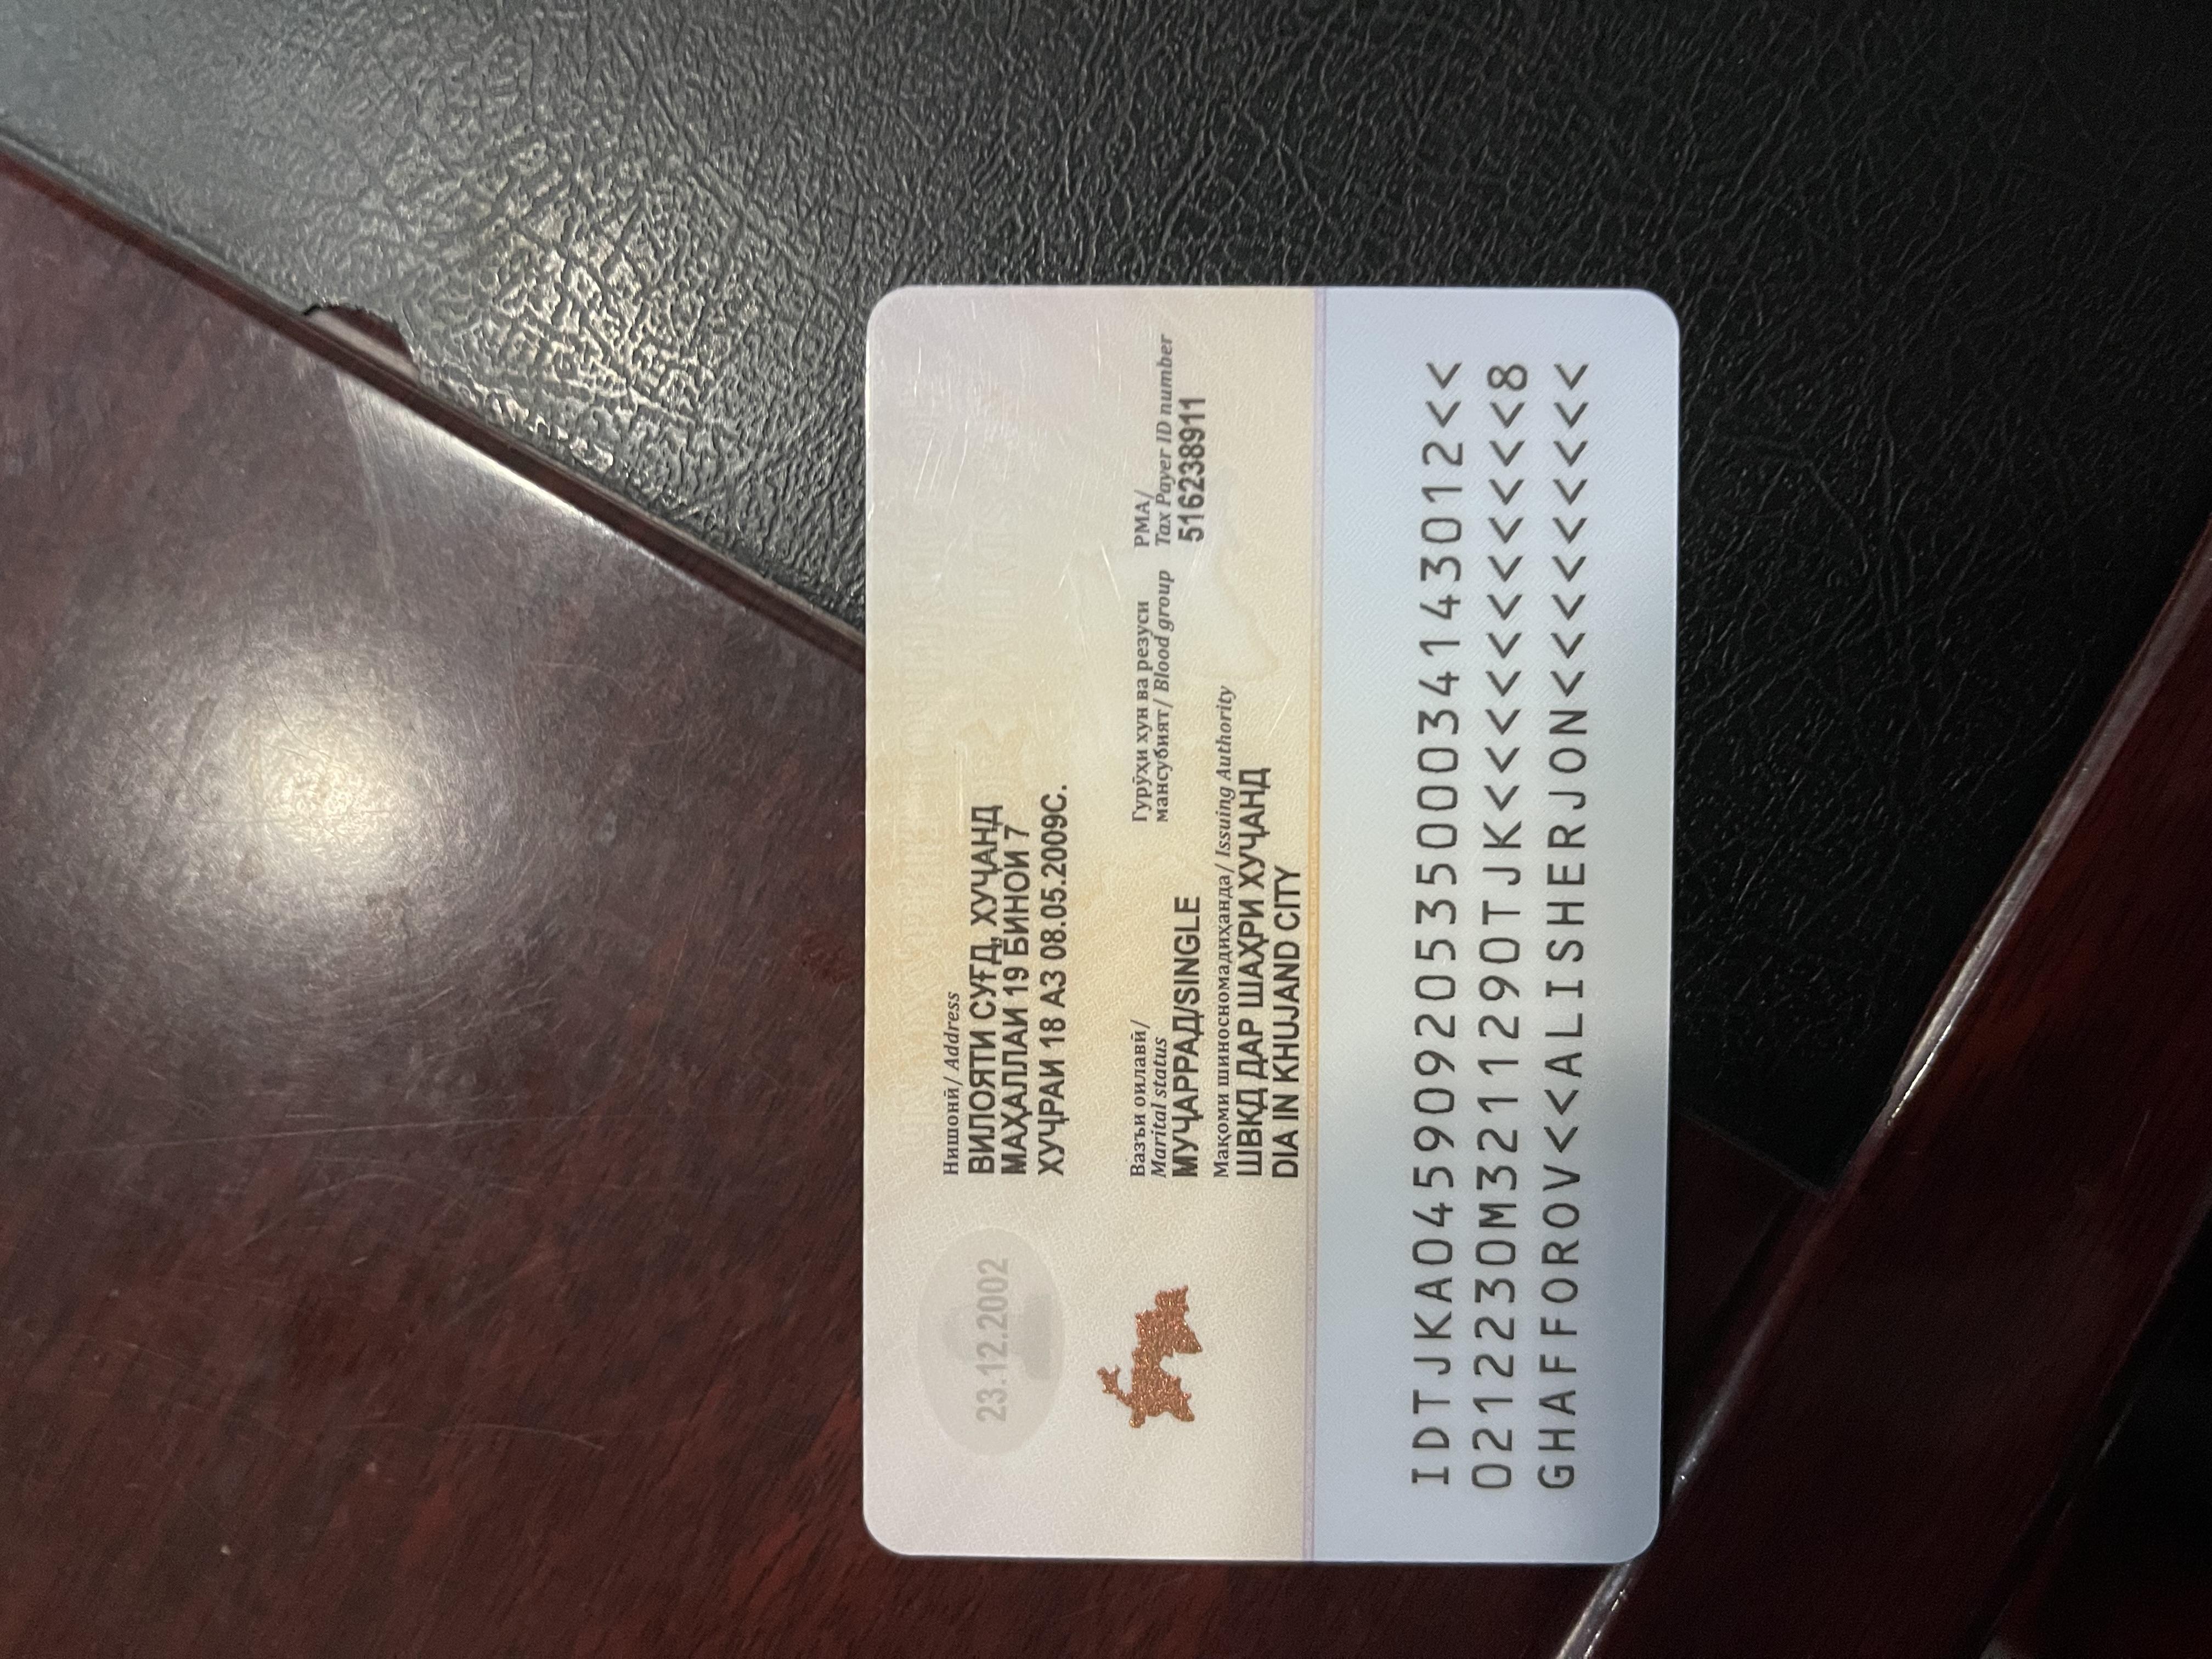 23.12.2002
Нишонӣ/ Address
ВИЛОЯТИ СУҒД, ХУҶАНД
МАҲАЛЛАИ 19 БИНОИ 7
ХУҶРАИ 18 АЗ 08.05.2009С.
Вазъи оилавӣ/
Marital status
МУҶАРРАД/SINGLE
Гурӯҳи хун ва резуси
мансубият/ Blood group
РМА/
Tax Payer ID number
516238911
Мақоми шиносномадиҳанда/ Issuing Authority
ШВКД ДАР ШАҲРИ ХУҶАНД
DIA IN KHUJAND CITY
IDTJKA0459092053500034143012<<
0212230M3211290TJK<<<<<<<<<<<8
GHAFFOROV<<ALISHERJON<<<<<<<<<